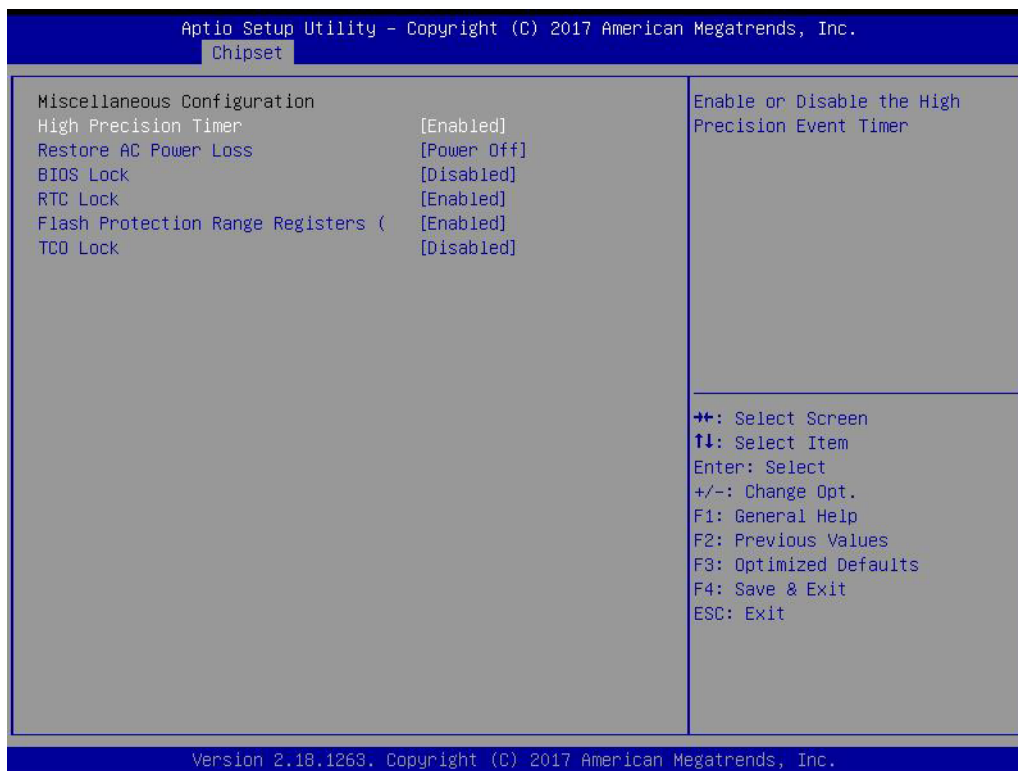 Aptio Setup Utility – Copyright (C) 2017 American Megatrends, Inc.
Chipset
Miscellaneous Configuration
High Precision Timer [Enabled]
Restore AC Power Loss [Power Off]
BIOS Lock [Disabled]
RTC Lock [Enabled]
Flash Protection Range Registers ( [Enabled]
TCO Lock [Disabled]
Enable or Disable the High
Precision Event Timer
→←: Select Screen
↑↓: Select Item
Enter: Select
+/-: Change Opt.
F1: General Help
F2: Previous Values
F3: Optimized Defaults
F4: Save & Exit
ESC: Exit
Version 2.18.1263. Copyright (C) 2017 American Megatrends, Inc.